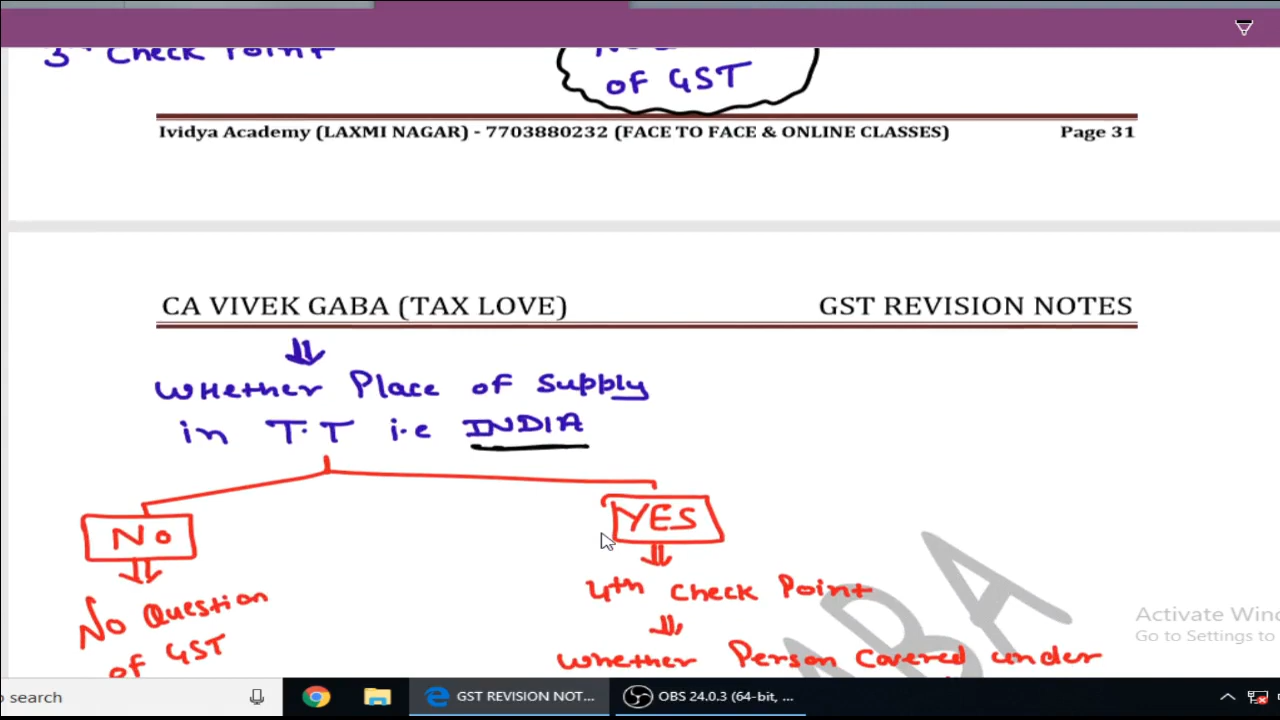 3rd Check Point
of GST
Ividya Academy (LAXMI NAGAR) - 7703880232 (FACE TO FACE & ONLINE CLASSES) Page 31
CA VIVEK GABA (TAX LOVE) GST REVISION NOTES
Whether Place of Supply
in T.T i.e INDIA
No YES
4th Check Point
No Question
of GST
Whether Person Covered under
ABA
Activate Wind
Go to Settings to
o search
GST REVISION NOT...
OBS 24.0.3 (64-bit, ...